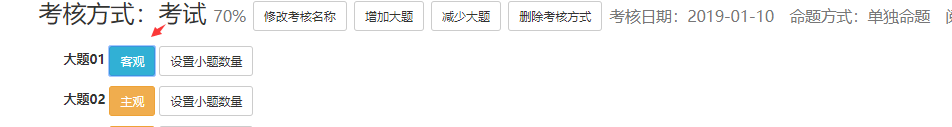 考核方式：考试 70% 修改考核名称 增加大题 减少大题 删除考核方式 考核日期：2019-01-10 命题方式：单独命题
大题01 客观 设置小题数量
大题02 主观 设置小题数量